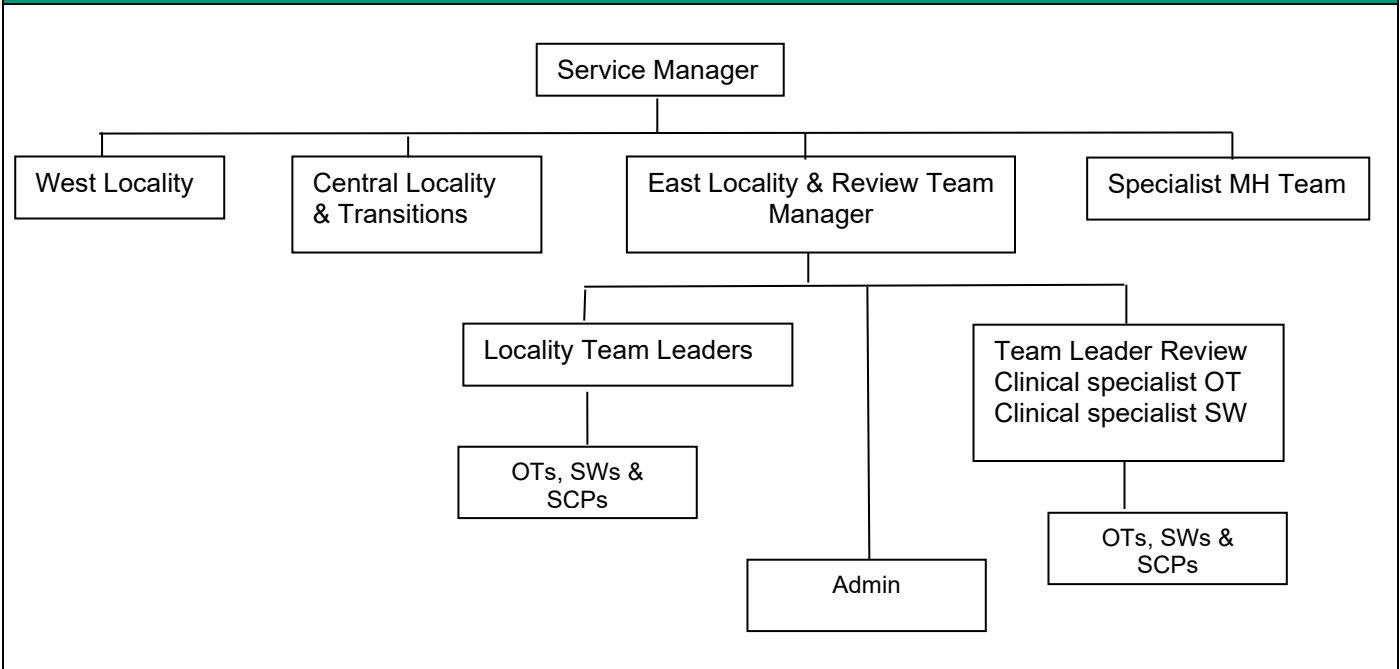 Service Manager
West Locality
Central Locality
& Transitions
East Locality & Review Team
Manager
Specialist MH Team
Locality Team Leaders
Team Leader Review
Clinical specialist OT
Clinical specialist SW
OTs, SWs &
SCPs
OTs, SWs &
SCPs
Admin